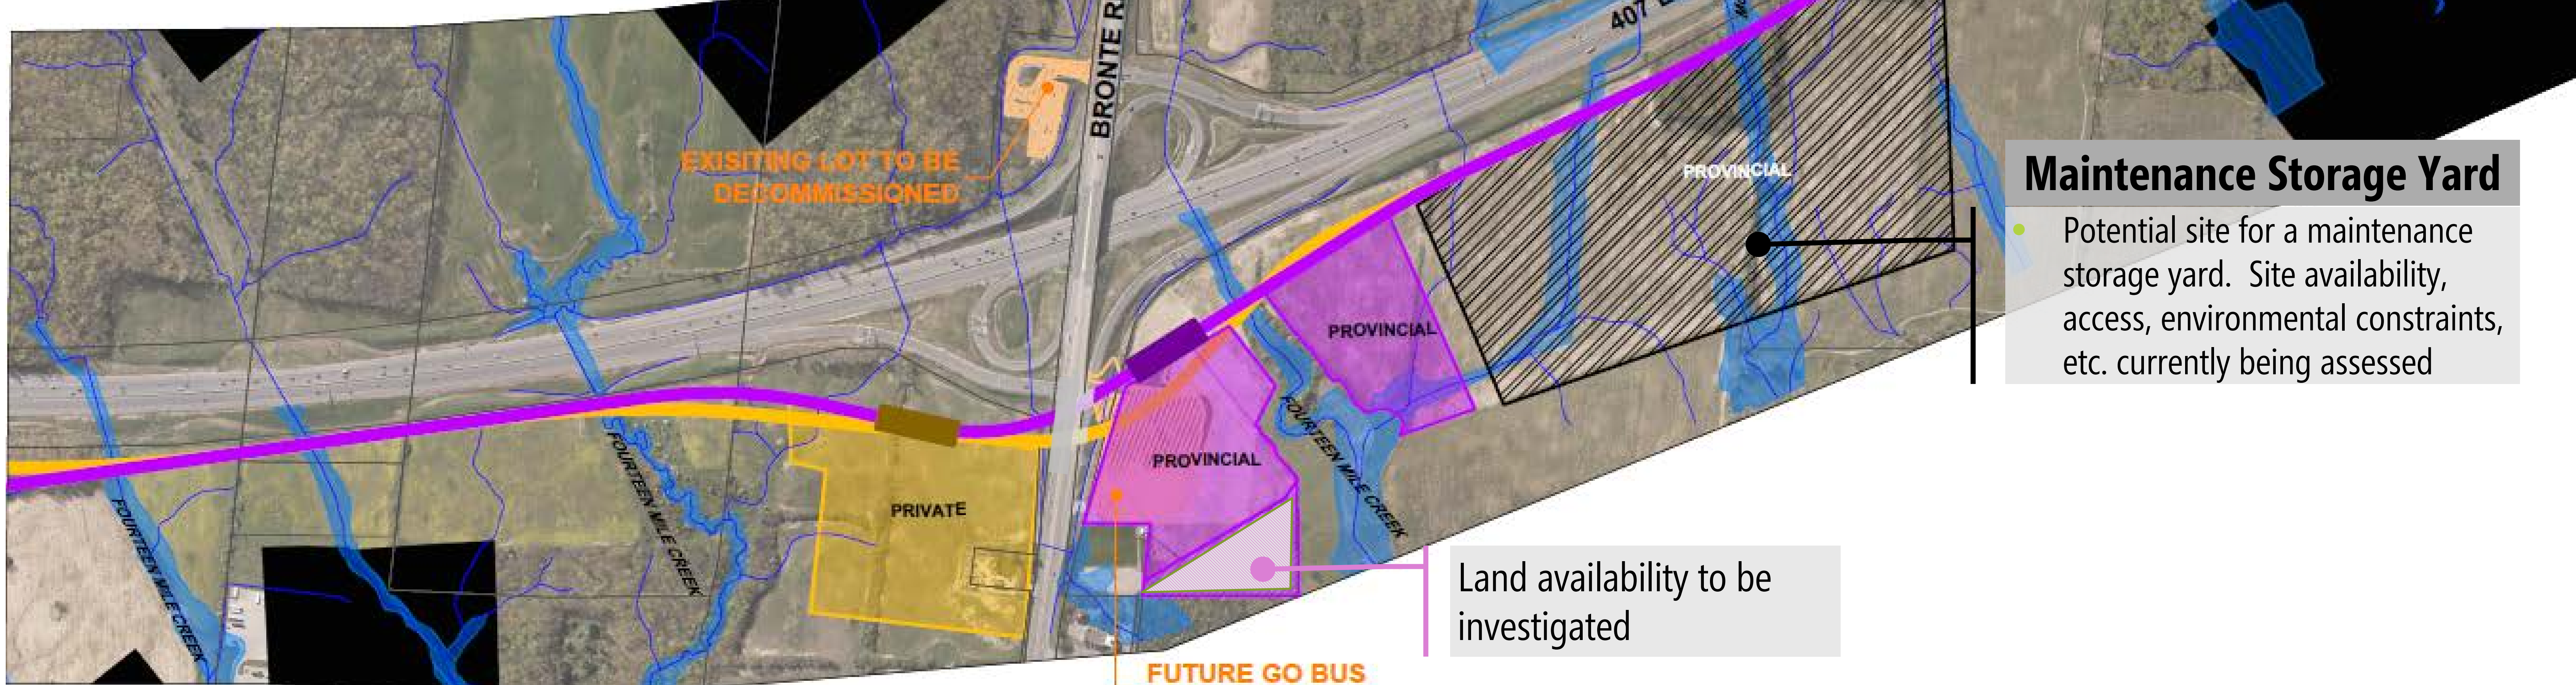 407 E
BRONTE R
EXISITING LOT TO BE
DECOMMISSIONED
PROVINCIAL
Maintenance Storage Yard
• Potential site for a maintenance
storage yard. Site availability,
access, environmental constraints,
etc. currently being assessed
PROVINCIAL
FOURTEEN MILE CREEK
FOURTEEN MILE CREEK
FOURTEEN MILE CREEK
PROVINCIAL
PRIVATE
Land availability to be
investigated
FUTURE GO BUS